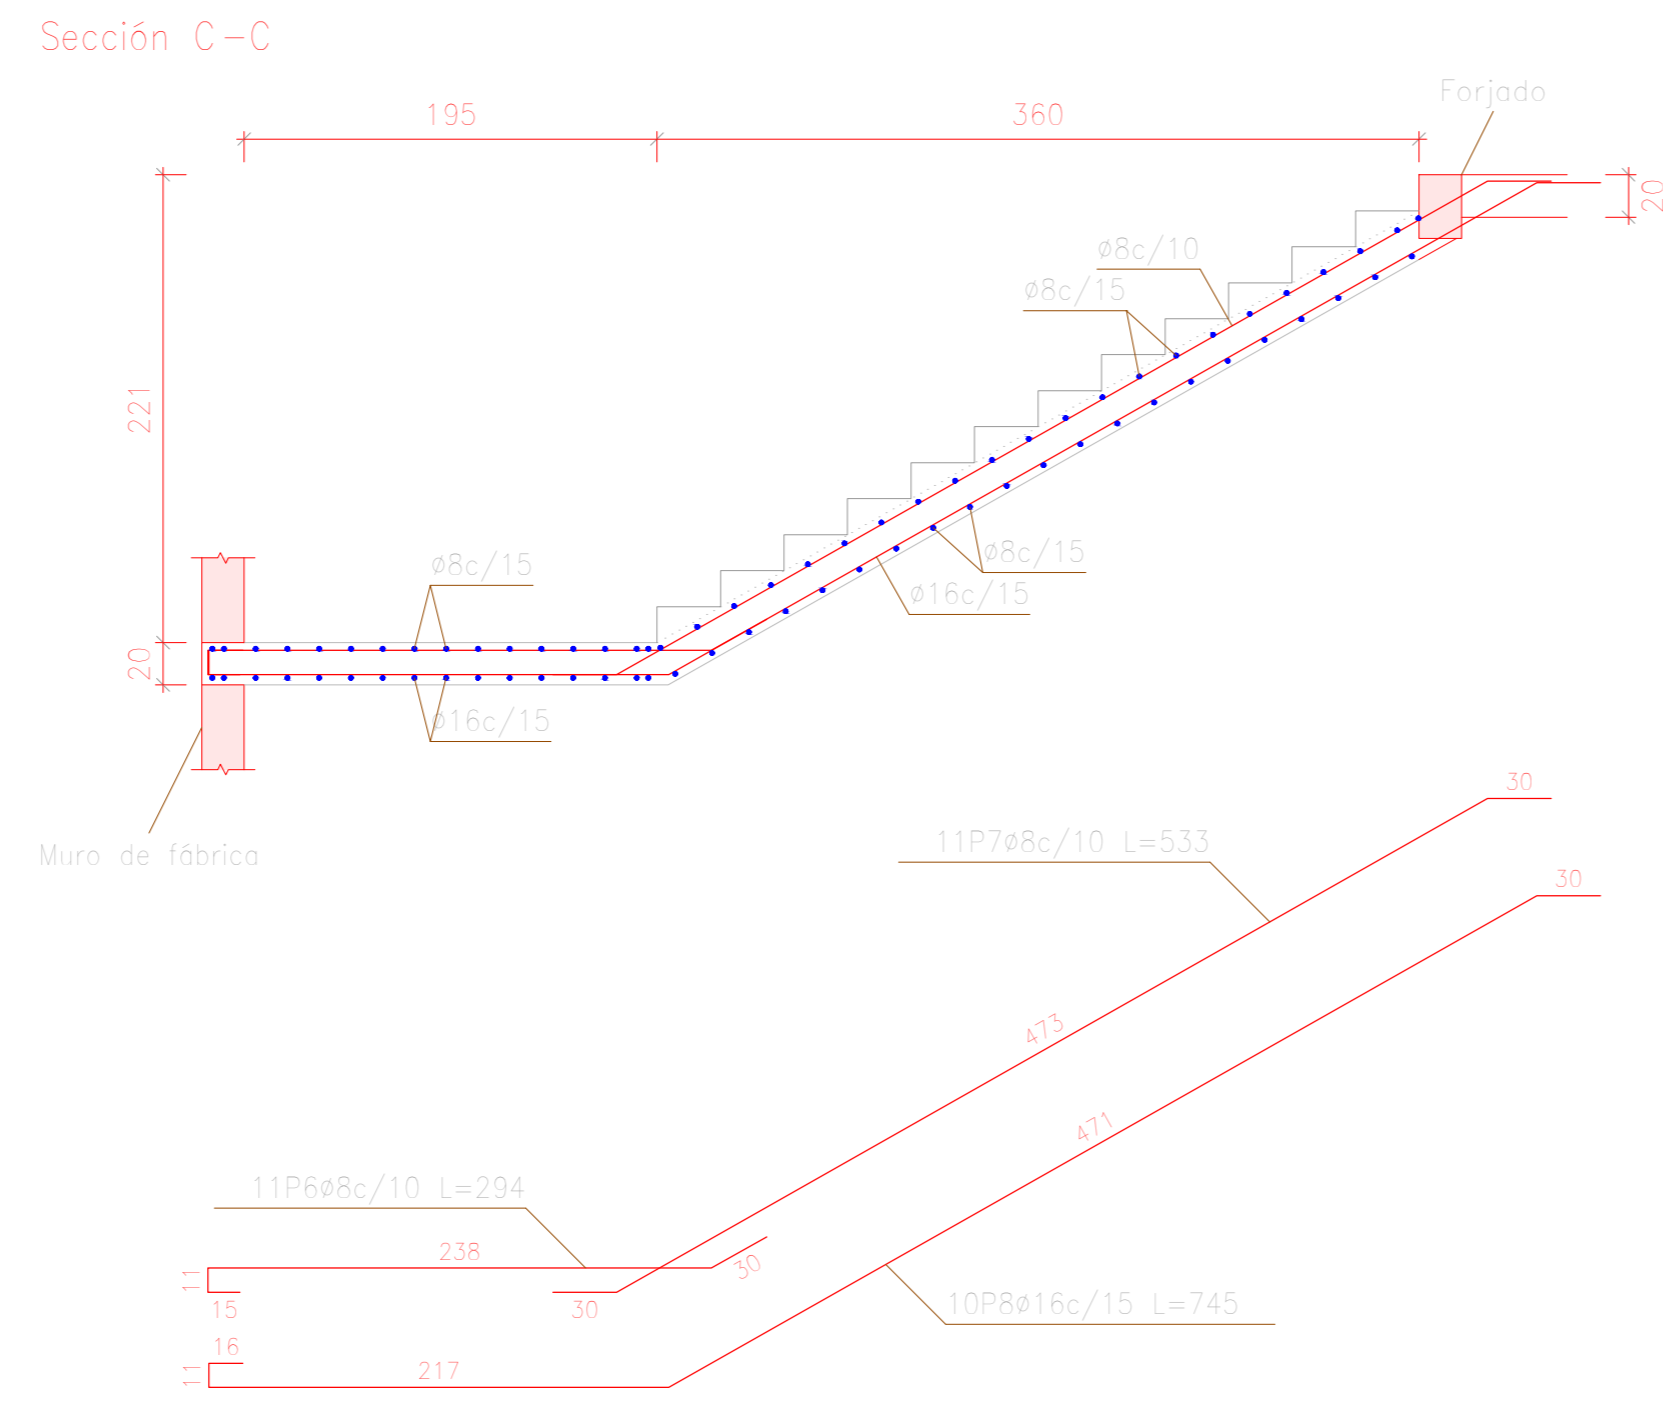 Sección C-C
Forjado
195
360
20
ø8c/10
ø8c/15
221
ø8c/15
ø8c/15
ø16c/15
20
ø16c/15
Muro de fábrica
30
11P7ø8c/10 L=533
30
473
471
11P6ø8c/10 L=294
238
30
11
15
30
10P8ø16c/15 L=745
16
11
217